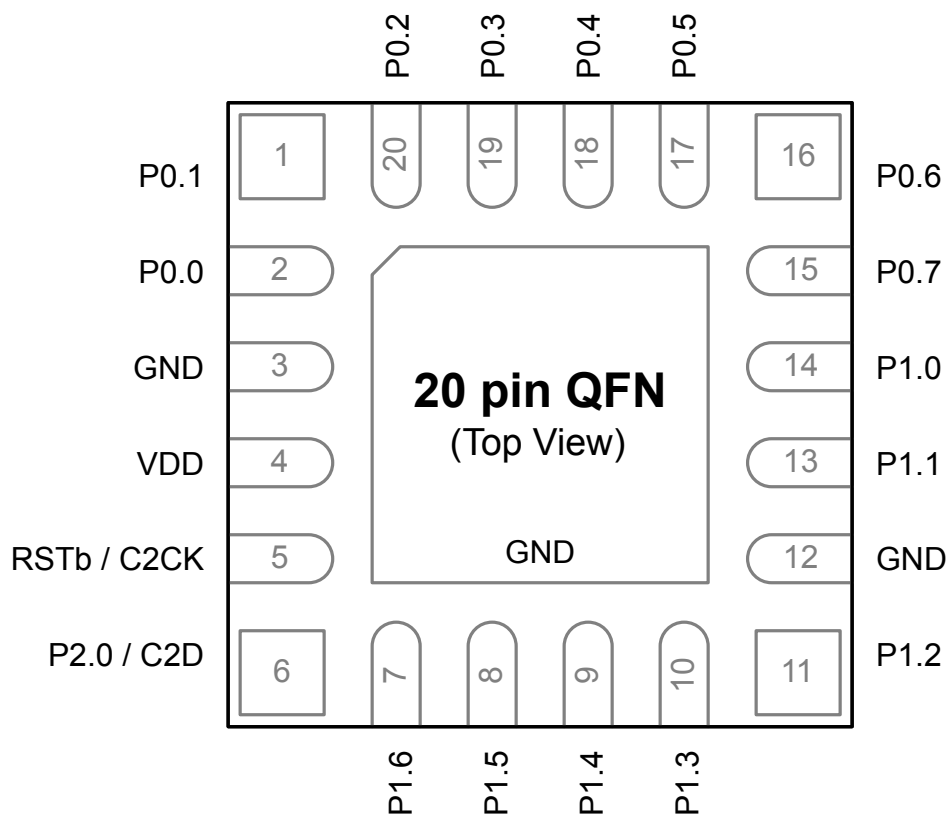 P0.2
P0.3
P0.4
P0.5
1
20
19
18
17
16
P0.1
P0.6
P0.0
2
15
P0.7
GND
3
14
P1.0
20 pin QFN
(Top View)
VDD
4
13
P1.1
RSTb / C2CK
5
GND
12
GND
P2.0 / C2D
6
7
8
9
10
11
P1.2
P1.6
P1.5
P1.4
P1.3